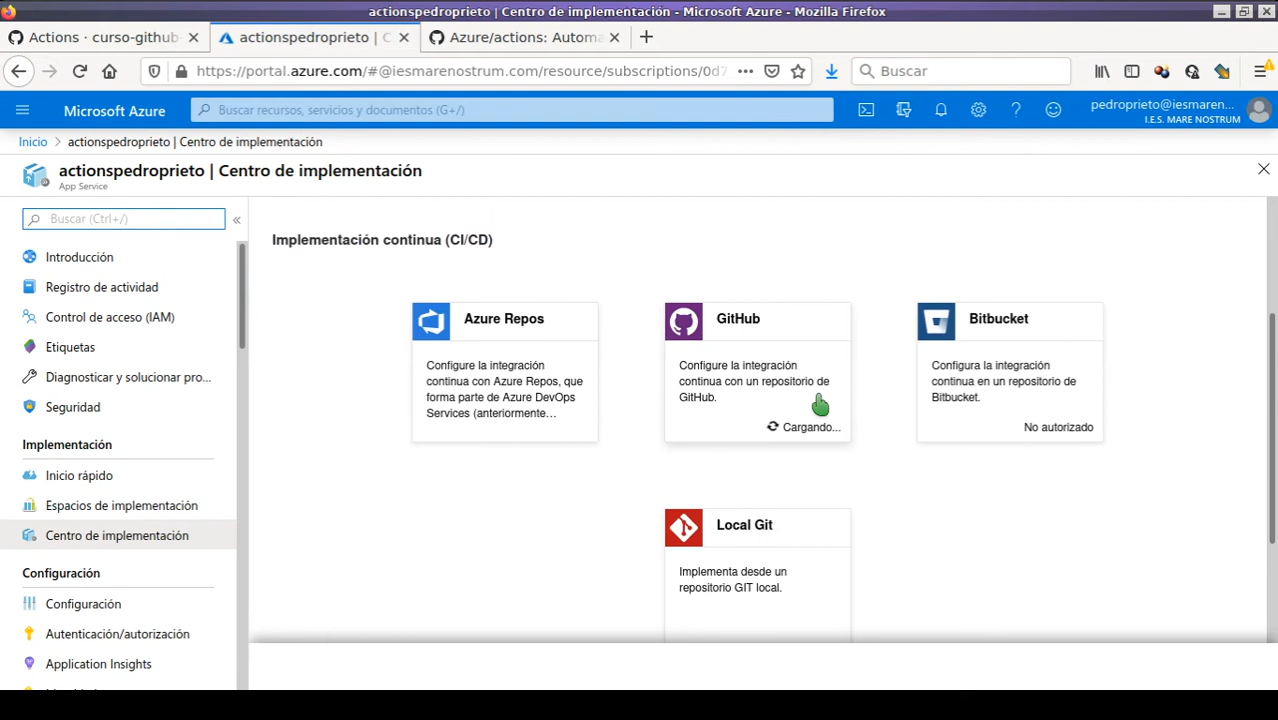 actionspedroprieto | Centro de implementación - Microsoft Azure - Mozilla Firefox
Actions · curso-github-
actionspedroprieto | C
Azure/actions: Automa
https://portal.azure.com/#@iesmarenostrum.com/resource/subscriptions/0d7
Buscar
Microsoft Azure
Buscar recursos, servicios y documentos (G+/)
pedroprieto@iesmaren...
I.E.S. MARE NOSTRUM
Inicio > actionspedroprieto | Centro de implementación
actionspedroprieto | Centro de implementación
App Service
Buscar (Ctrl+/)
Introducción
Registro de actividad
Control de acceso (IAM)
Etiquetas
Diagnosticar y solucionar pro...
Seguridad
Implementación
Inicio rápido
Espacios de implementación
Centro de implementación
Configuración
Configuración
Autenticación/autorización
Application Insights
Implementación continua (CI/CD)
Azure Repos
Configure la integración
continua con Azure Repos, que
forma parte de Azure DevOps
Services (anteriormente...
GitHub
Configure la integración
continua con un repositorio de
GitHub.
Cargando...
Bitbucket
Configura la integración
continua en un repositorio de
Bitbucket.
No autorizado
Local Git
Implementa desde un
repositorio GIT local.